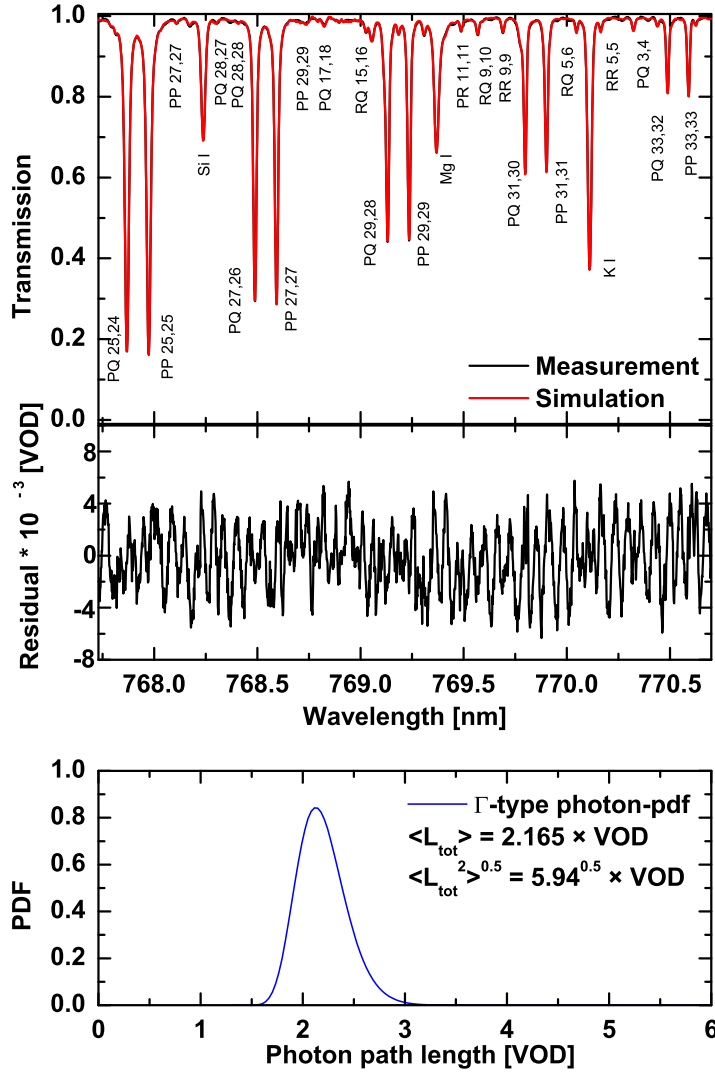 1.0
0.8
0.6
0.4
0.2
0.0
Transmission
PQ 25,24
PP 25,25
PP 27,27
Si I
PQ 28,27
PQ 28,28
PQ 27,26
PP 27,27
PP 29,29
PQ 17,18
RQ 15,16
PQ 29,28
PP 29,29
Mg I
PR 11,11
RQ 9,10
RR 9,9
PQ 31,30
PP 31,31
RQ 5,6
K I
RR 5,5
PQ 3,4
PQ 33,32
PP 33,33
Measurement
Simulation
8
4
0
-4
-8
Residual * 10 -3 [VOD]
768.0 768.5 769.0 769.5 770.0 770.5
Wavelength [nm]
1.0
0.8
0.6
0.4
0.2
0.0
PDF
Γ-type photon-pdf
<Ltot> = 2.165 × VOD
<Ltot2>0.5 = 5.940.5 × VOD
0 1 2 3 4 5 6
Photon path length [VOD]